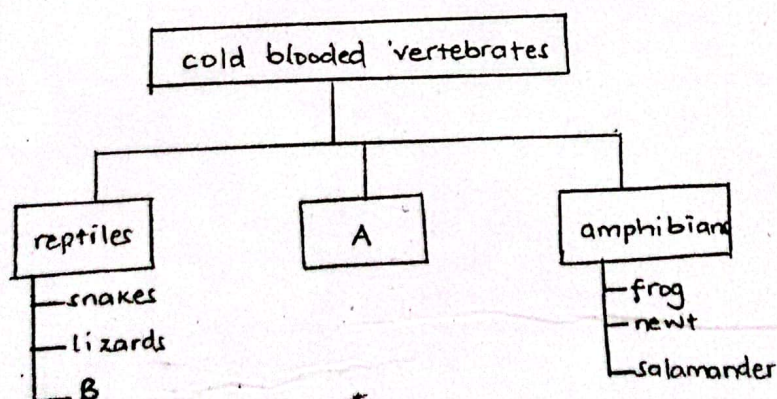 cold blooded vertebrates
reptiles
A
amphibians
snakes
lizards
B
frog
newt
salamander